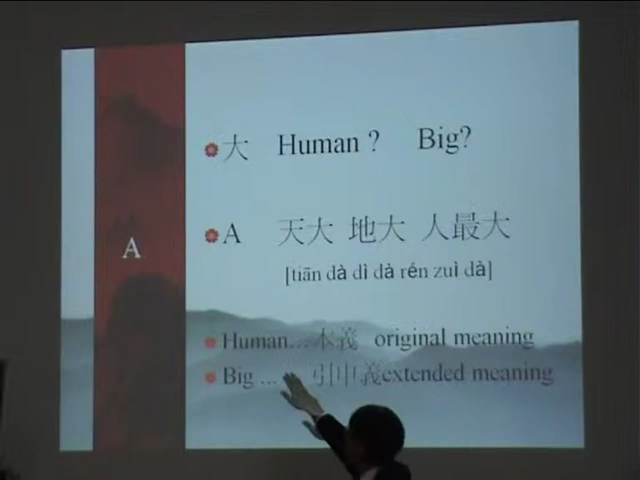 大 Human ? Big?
A
A 天大 地大 人最大
[tiān dà dì dà rén zuì dà]
Human... 本義 original meaning
Big ... 引申義extended meaning